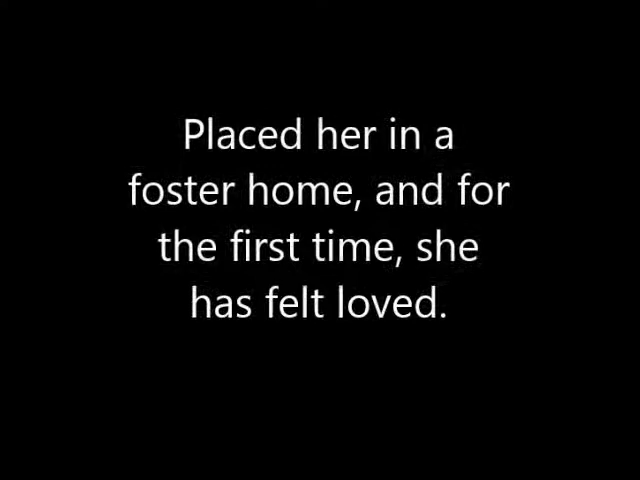 Placed her in a
foster home, and for
the first time, she
has felt loved.